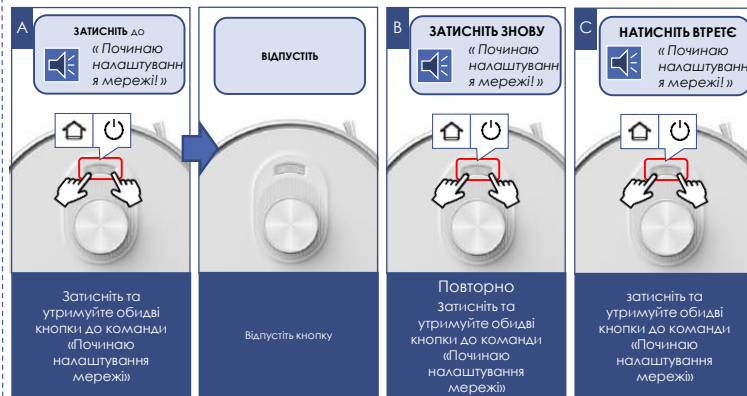 A
ЗАТИСНІТЬ до
« Починаю
налаштуванн
я мережі! »
Затисніть та
утримуйте обидві
кнопки до команди
«Починаю
налаштування
мережі»
ВІДПУСТІТЬ
Відпустіть кнопку
B
ЗАТИСНІТЬ ЗНОВУ
« Починаю
налаштуванн
я мережі! »
Повторно
Затисніть та
утримуйте обидві
кнопки до команди
«Починаю
налаштування
мережі»
C
НАТИСНІТЬ ВТРЕТЄ
« Починаю
налаштуванн
я мережі! »
затисніть та
утримуйте обидві
кнопки до команди
«Починаю
налаштування
мережі»